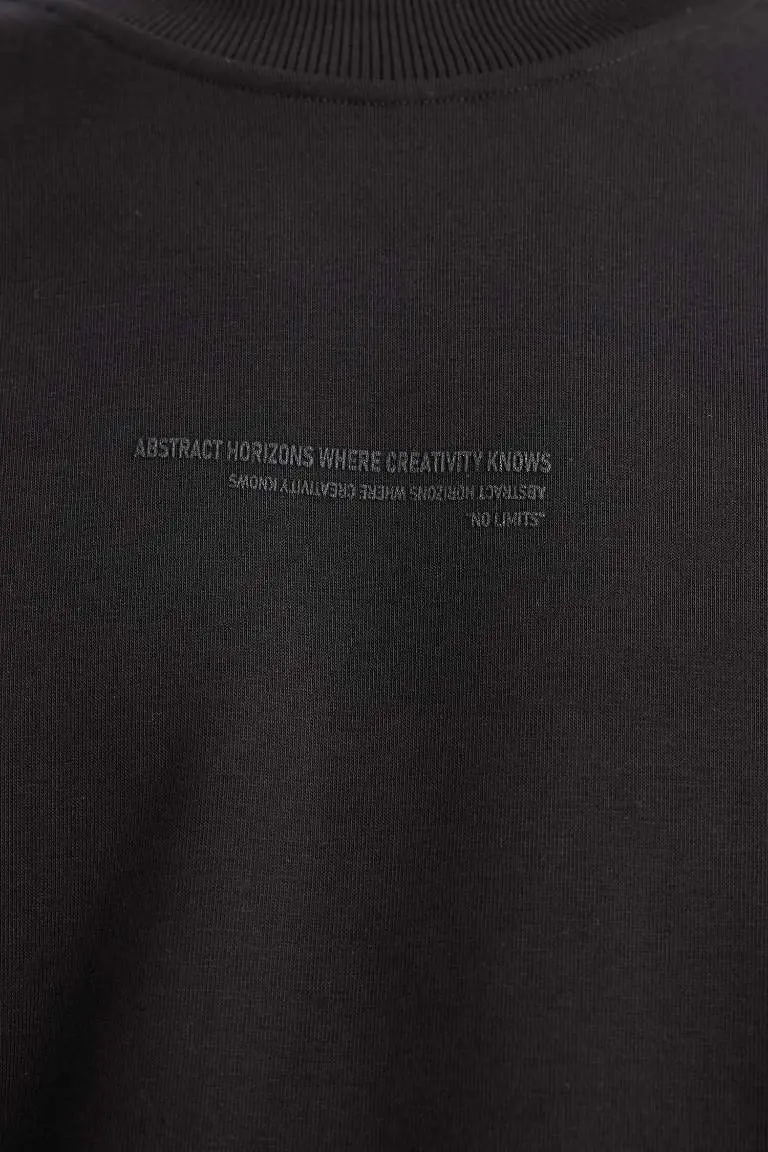 ABSTRACT HORIZONS WHERE CREATIVITY KNOWS
ABSTRACT HORIZONS WHERE CREATIVITY KNOWS
"NO LIMITS"